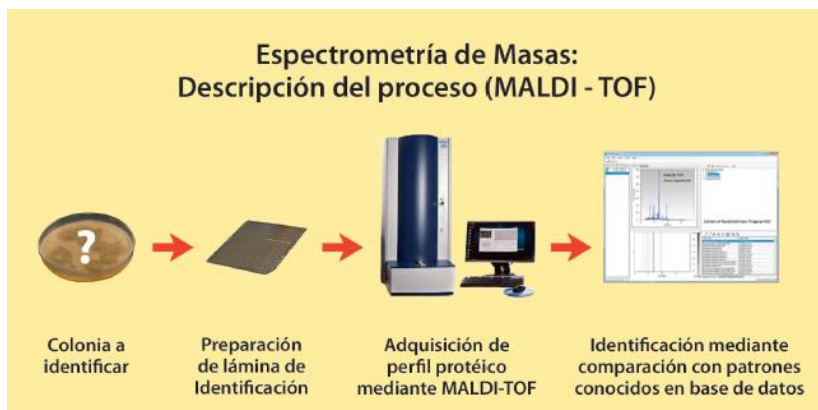 Espectrometría de Masas:
Descripción del proceso (MALDI - TOF)
?
Colonia a
identificar
Preparación
de lámina de
Identificación
Adquisición de
perfil protéico
mediante MALDI-TOF
Identificación mediante
comparación con patrones
conocidos en base de datos